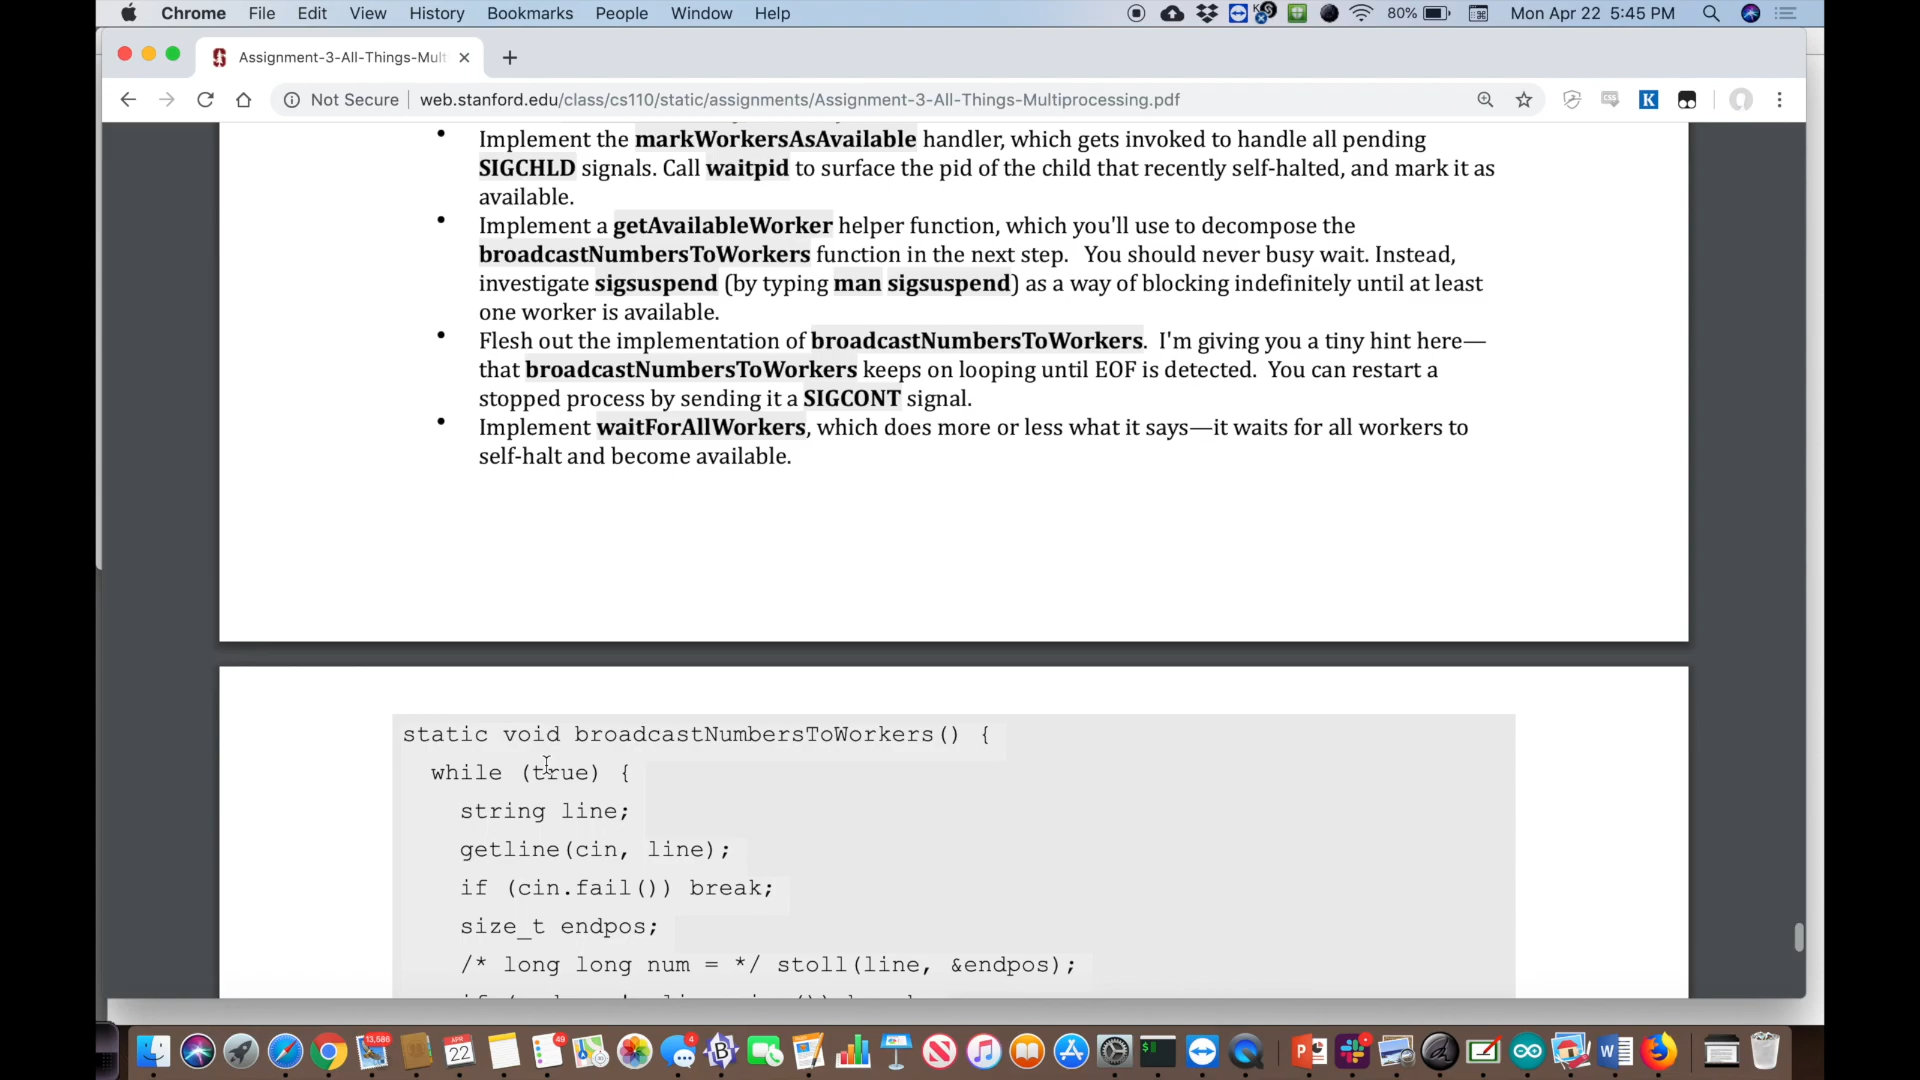 Chrome File Edit View History Bookmarks People Window Help 80% Mon Apr 22 5:45 PM
Assignment-3-All-Things-Mult
Not Secure web.stanford.edu/class/cs110/static/assignments/Assignment-3-All-Things-Multiprocessing.pdf
• Implement the markWorkersAsAvailable handler, which gets invoked to handle all pending
SIGCHLD signals. Call waitpid to surface the pid of the child that recently self-halted, and mark it as
available.
• Implement a getAvailableWorker helper function, which you'll use to decompose the
broadcastNumbersToWorkers function in the next step. You should never busy wait. Instead,
investigate sigsuspend (by typing man sigsuspend) as a way of blocking indefinitely until at least
one worker is available.
• Flesh out the implementation of broadcastNumbersToWorkers. I'm giving you a tiny hint here—
that broadcastNumbersToWorkers keeps on looping until EOF is detected. You can restart a
stopped process by sending it a SIGCONT signal.
• Implement waitForAllWorkers, which does more or less what it says—it waits for all workers to
self-halt and become available.
static void broadcastNumbersToWorkers() {
while (true) {
string line;
getline(cin, line);
if (cin.fail()) break;
size_t endpos;
/* long long num = */ stoll(line, &endpos);
13,586
APR
22
49
4